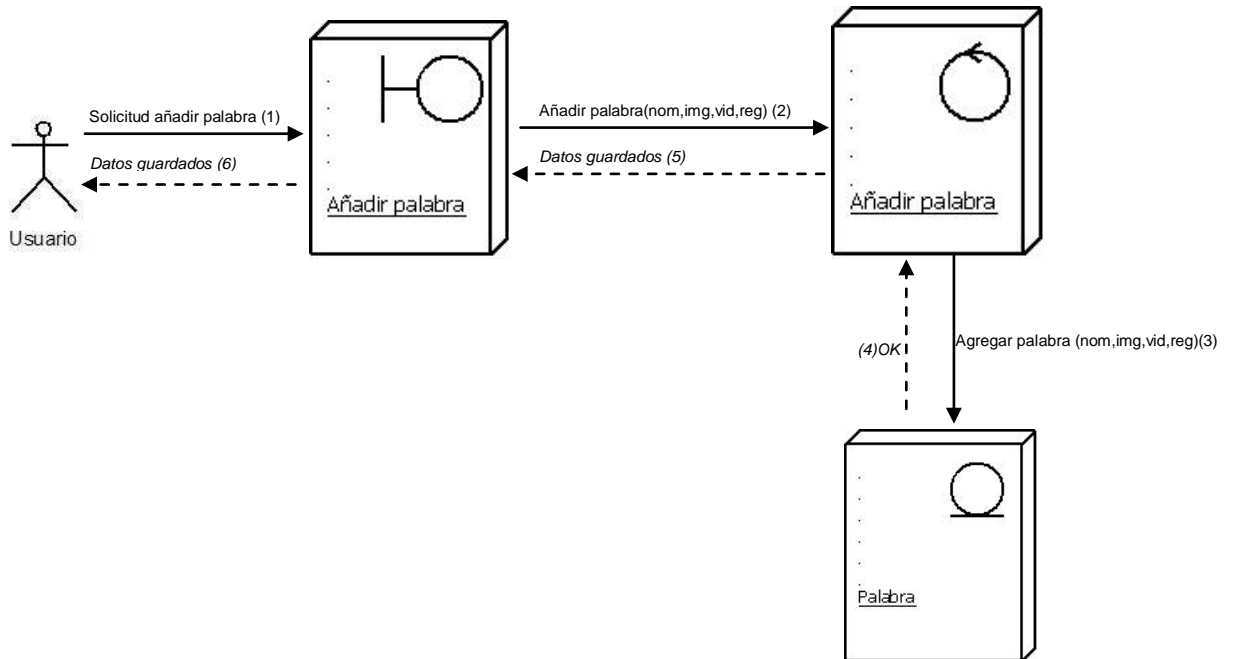 Solicitud añadir palabra (1)
Datos guardados (6)
Usuario
Añadir palabra
Añadir palabra(nom,img,vid,reg) (2)
Datos guardados (5)
Añadir palabra
(4)OK
Agregar palabra (nom,img,vid,reg)(3)
Palabra